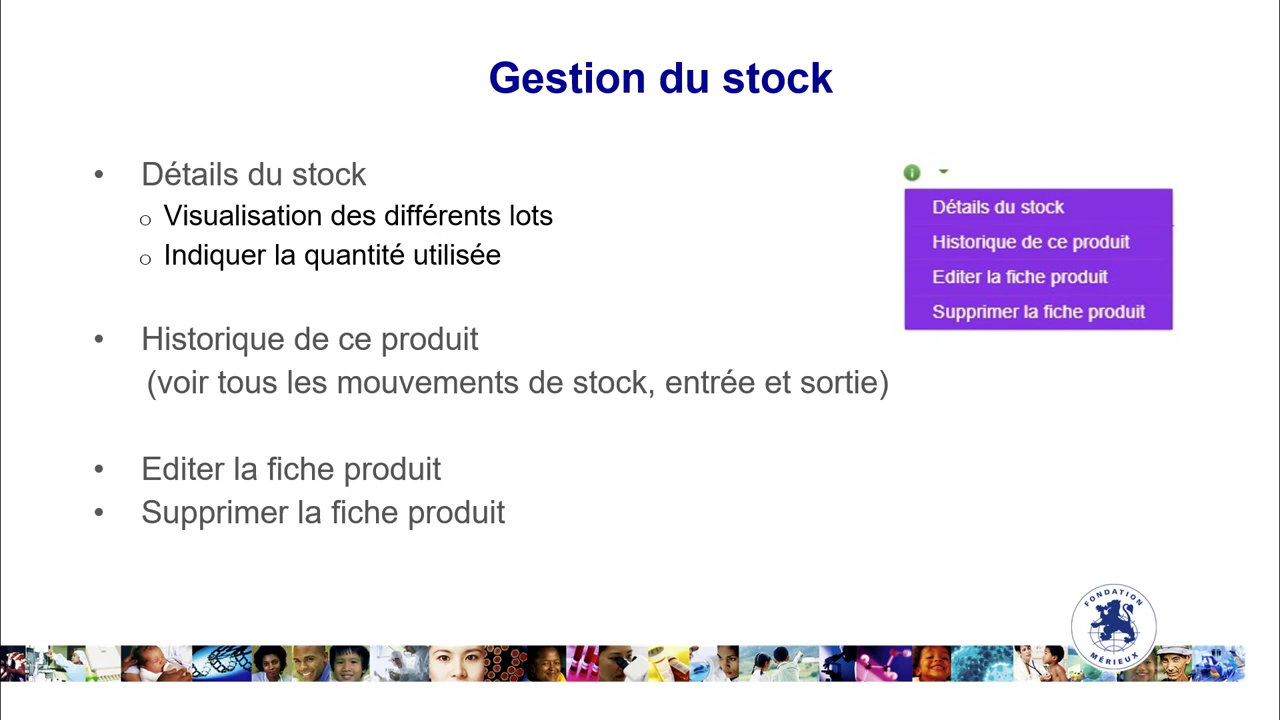 Gestion du stock
• Détails du stock
o Visualisation des différents lots
o Indiquer la quantité utilisée
• Historique de ce produit
(voir tous les mouvements de stock, entrée et sortie)
• Editer la fiche produit
• Supprimer la fiche produit
i
Détails du stock
Historique de ce produit
Editer la fiche produit
Supprimer la fiche produit
FONDATION
MÉRIEUX